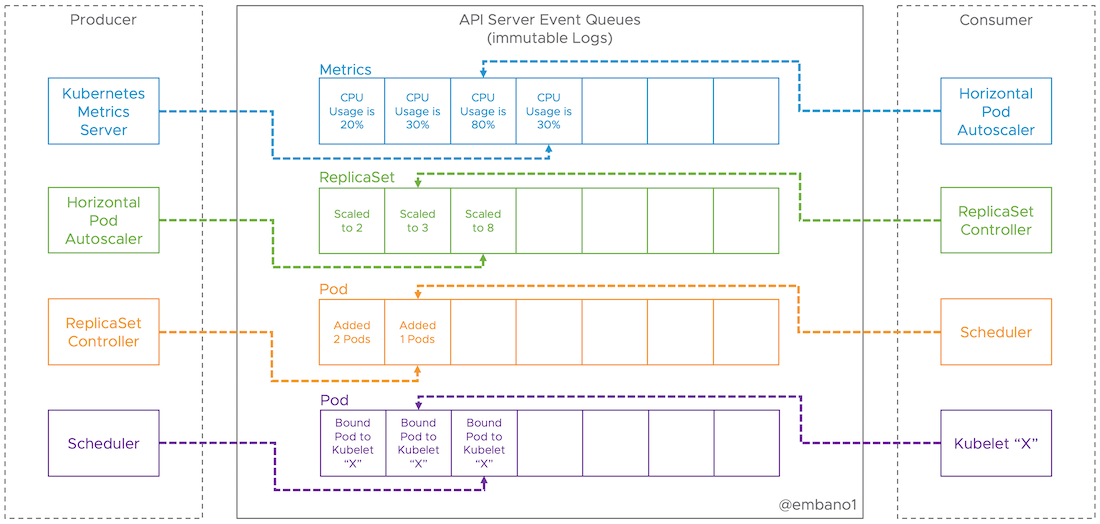 Producer
API Server Event Queues
(immutable Logs)
Consumer
Kubernetes
Metrics
Server
Metrics
CPU
Usage is
20%
CPU
Usage is
30%
CPU
Usage is
80%
CPU
Usage is
30%
Horizontal
Pod
Autoscaler
Horizontal
Pod
Autoscaler
ReplicaSet
Scaled
to 2
Scaled
to 3
Scaled
to 8
ReplicaSet
Controller
ReplicaSet
Controller
Pod
Added
2 Pods
Added
1 Pods
Scheduler
Scheduler
Pod
Bound
Pod to
Kubelet
“X”
Bound
Pod to
Kubelet
“X”
Bound
Pod to
Kubelet
“X”
Kubelet “X”
@embano1